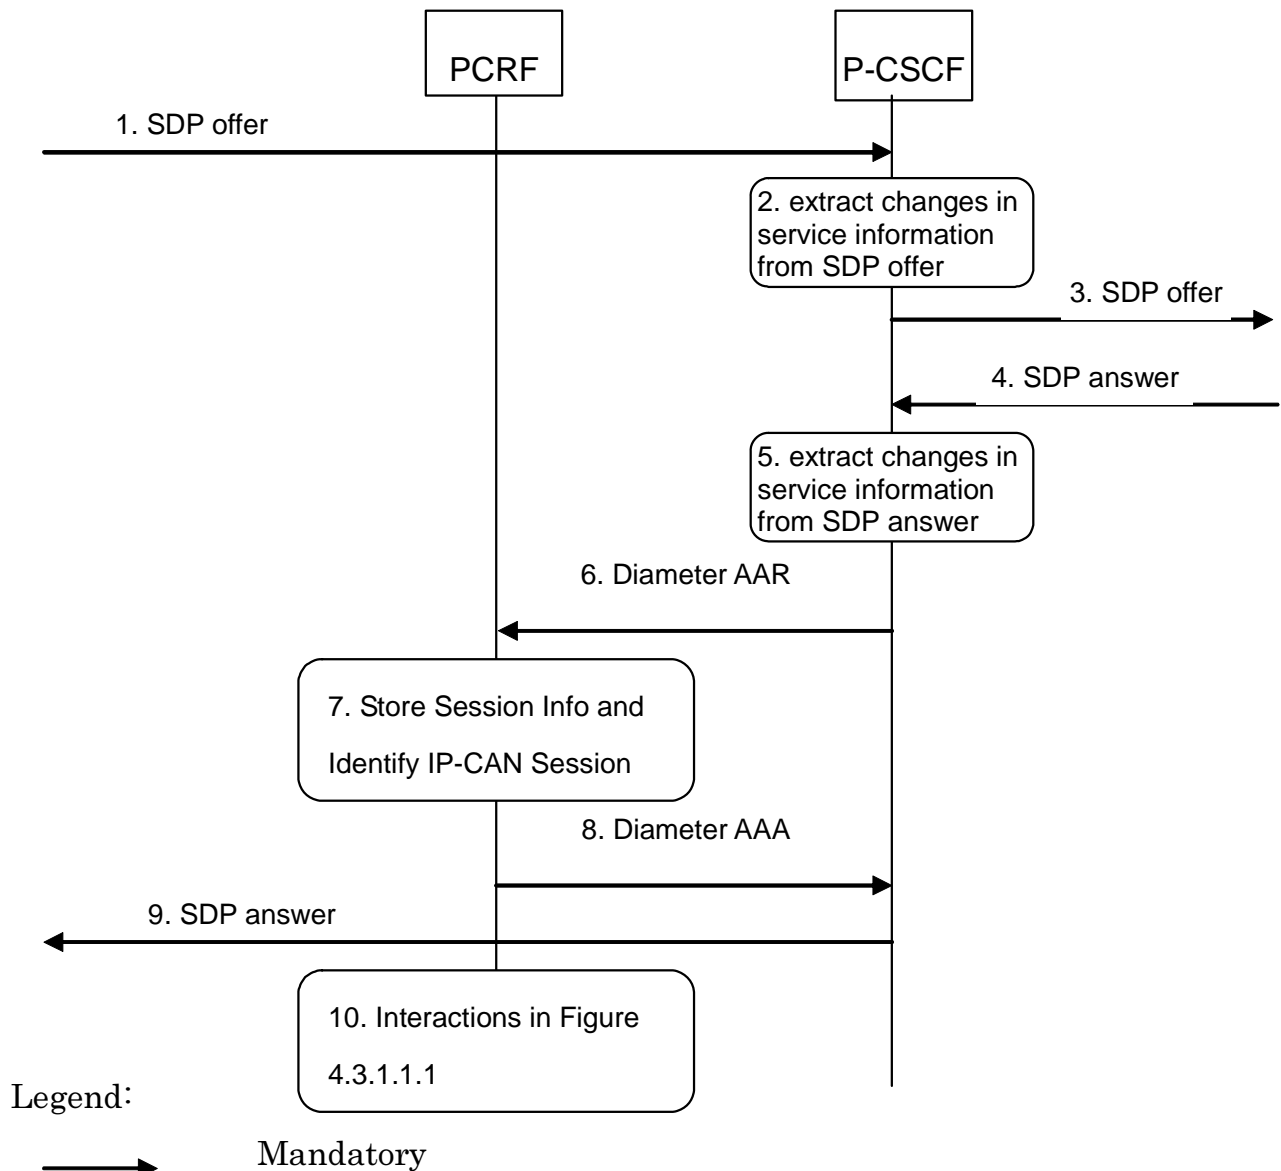 PCRF
P-CSCF
1. SDP offer
2. extract changes in
service information
from SDP offer
3. SDP offer
4. SDP answer
5. extract changes in
service information
from SDP answer
6. Diameter AAR
7. Store Session Info and
Identify IP-CAN Session
8. Diameter AAA
9. SDP answer
10. Interactions in Figure
4.3.1.1.1
Legend:
Mandatory